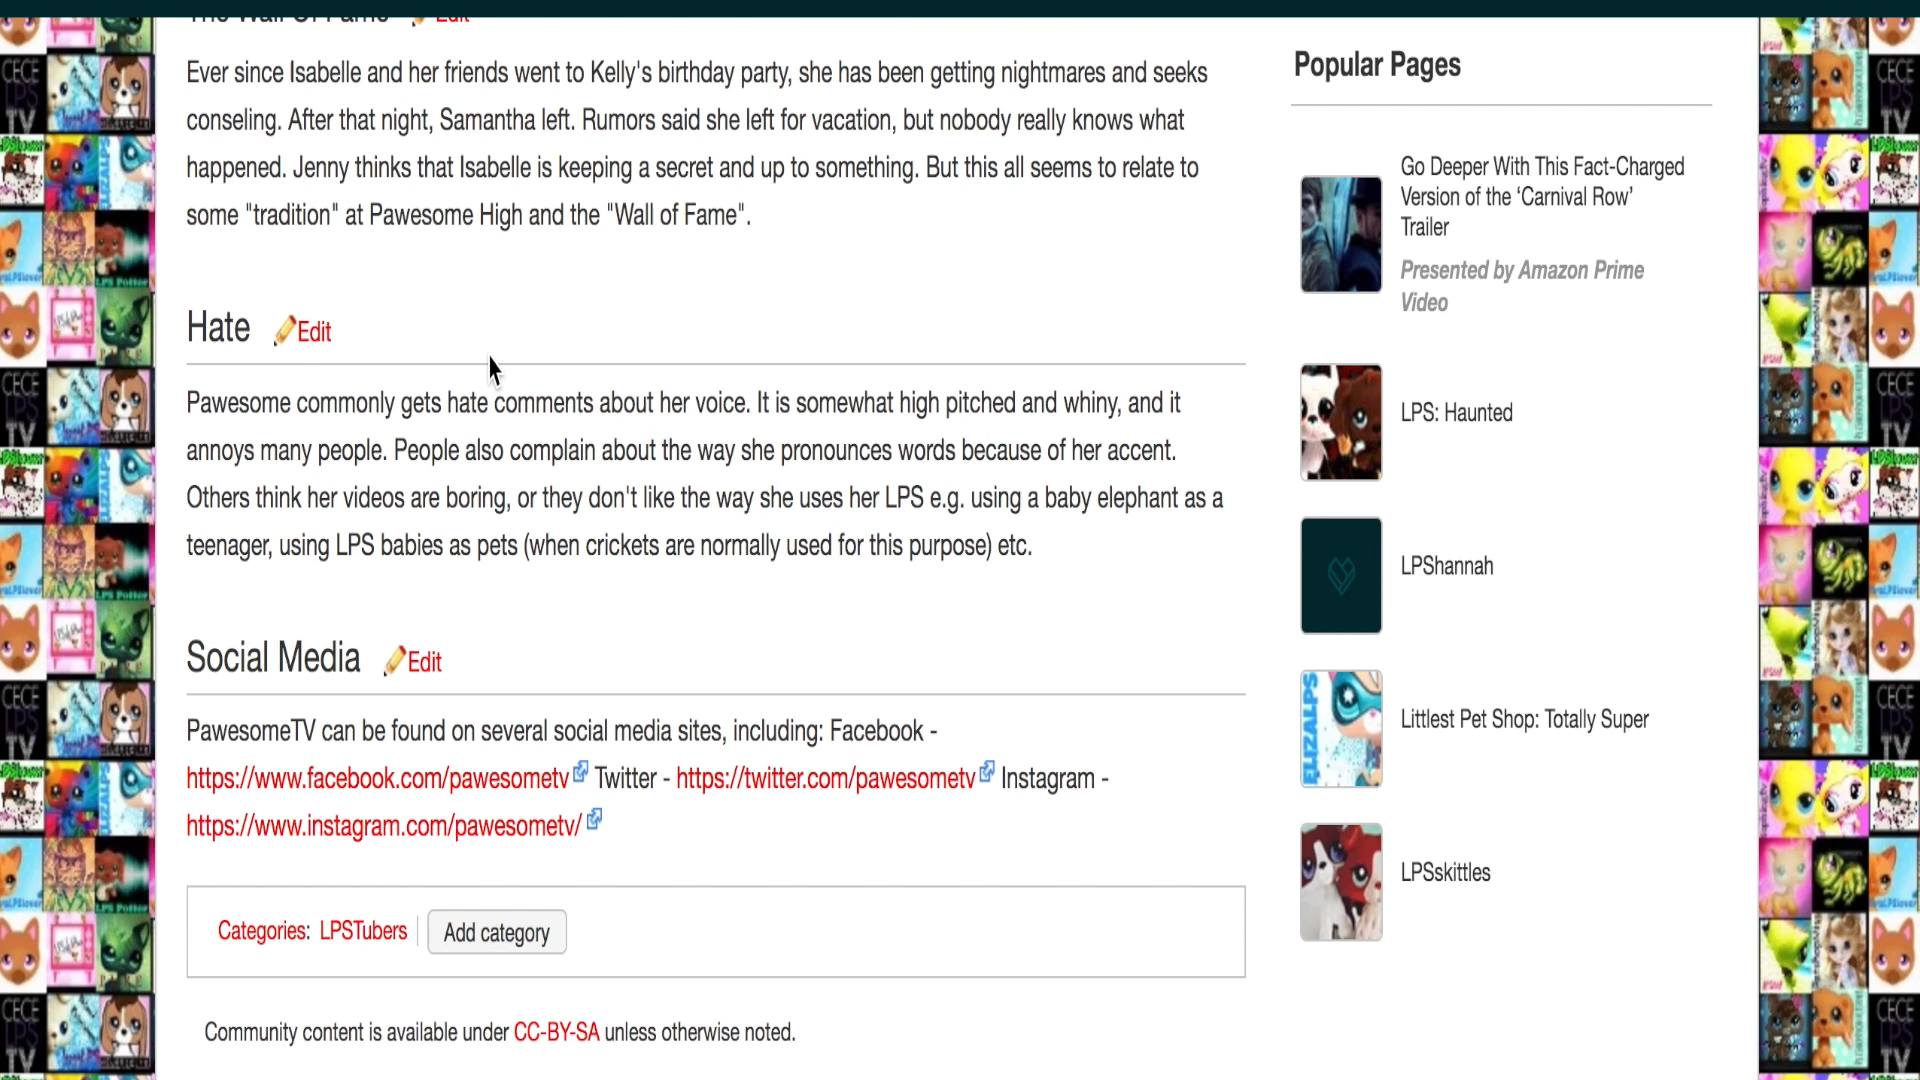 The Wall Of Fame Edit
Ever since Isabelle and her friends went to Kelly's birthday party, she has been getting nightmares and seeks
conseling. After that night, Samantha left. Rumors said she left for vacation, but nobody really knows what
happened. Jenny thinks that Isabelle is keeping a secret and up to something. But this all seems to relate to
some "tradition" at Pawesome High and the "Wall of Fame".
Hate Edit
Pawesome commonly gets hate comments about her voice. It is somewhat high pitched and whiny, and it
annoys many people. People also complain about the way she pronounces words because of her accent.
Others think her videos are boring, or they don't like the way she uses her LPS e.g. using a baby elephant as a
teenager, using LPS babies as pets (when crickets are normally used for this purpose) etc.
Social Media Edit
PawesomeTV can be found on several social media sites, including: Facebook -
https://www.facebook.com/pawesometv Twitter - https://twitter.com/pawesometv Instagram -
https://www.instagram.com/pawesometv/
Categories: LPSTubers Add category
Community content is available under CC-BY-SA unless otherwise noted.
Popular Pages
Go Deeper With This Fact-Charged
Version of the ‘Carnival Row’
Trailer
Presented by Amazon Prime
Video
LPS: Haunted
LPShannah
ELIZALPS
Littlest Pet Shop: Totally Super
LPSskittles
CECE
TV